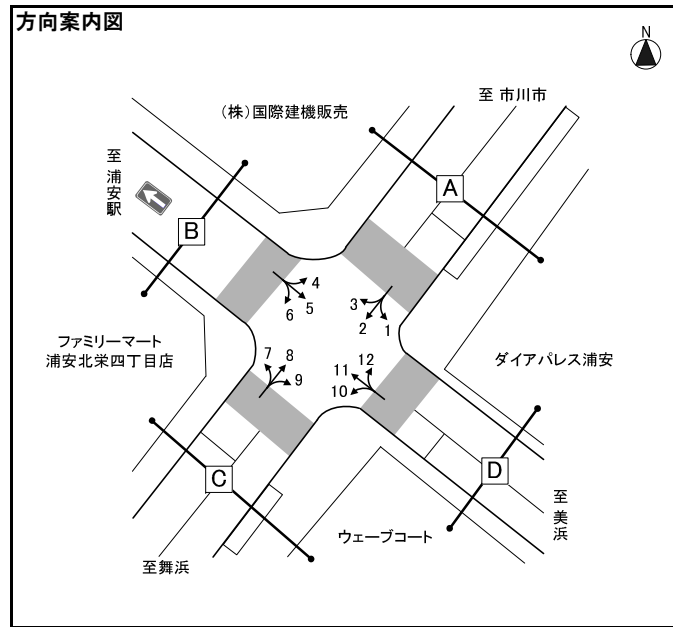 方向案内図
N
至 市川市
(株)国際建機販売
至 浦安駅
A
B
4
5
6
3
2
1
ファミリーマート
浦安北栄四丁目店
7
8
9
12
11
10
ダイアパレス浦安
C
D
ウェーブコート
至 美浜
至舞浜